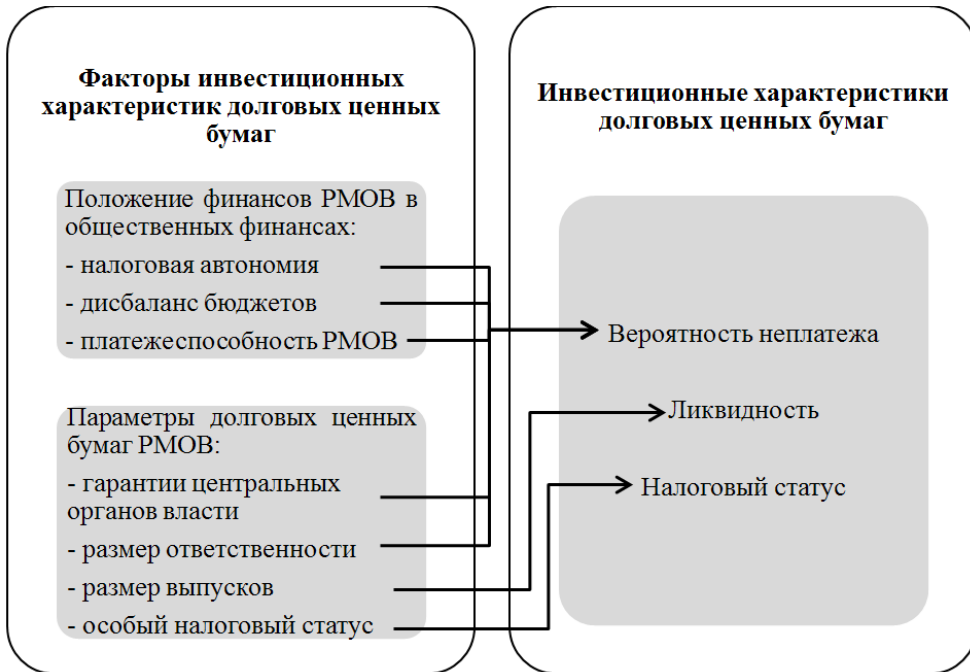 Факторы инвестиционных
характеристик долговых ценных
бумаг
Положение финансов РМОВ в
общественных финансах:
- налоговая автономия
- дисбаланс бюджетов
- платежеспособность РМОВ
Параметры долговых ценных
бумаг РМОВ:
- гарантии центральных
органов власти
- размер ответственности
- размер выпусков
- особый налоговый статус
Инвестиционные характеристики
долговых ценных бумаг
Вероятность неплатежа
Ликвидность
Налоговый статус